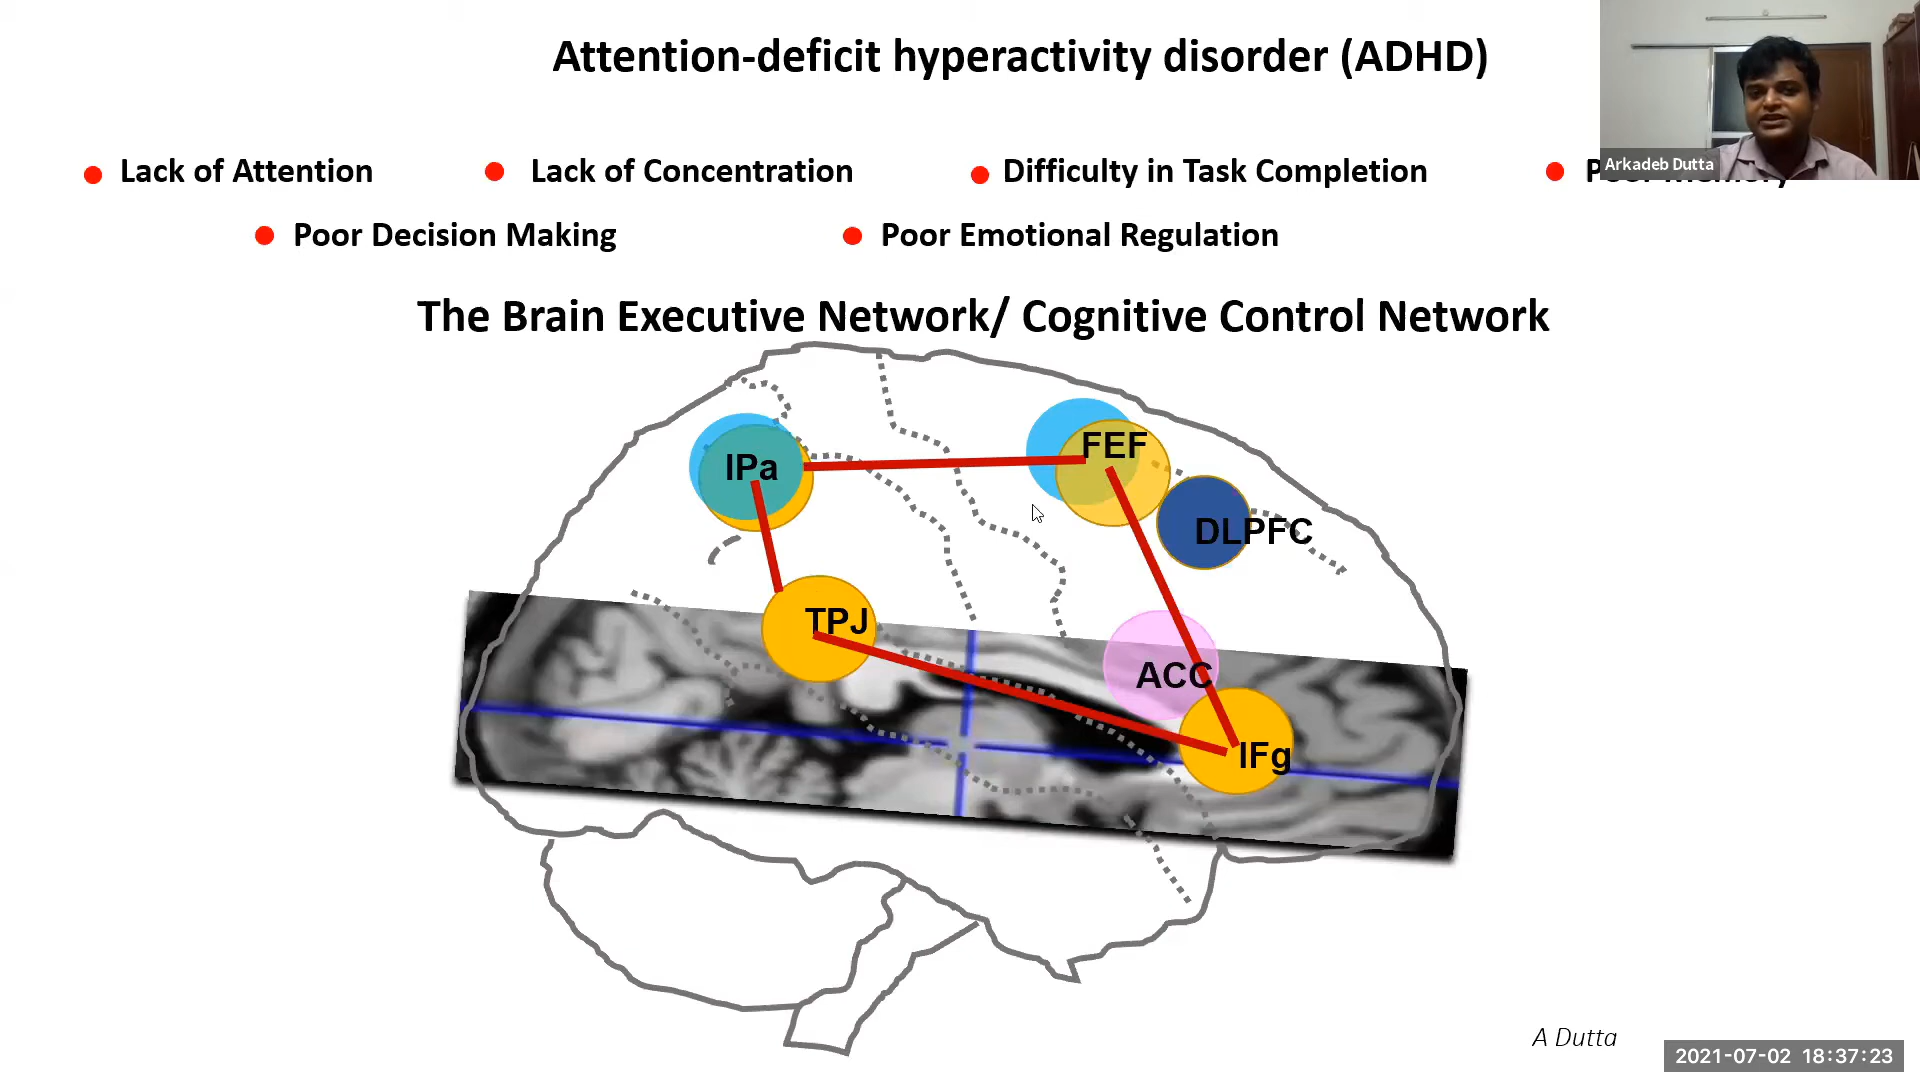 Attention-deficit hyperactivity disorder (ADHD)
Arkadeb Dutta
Lack of Attention
Lack of Concentration
Difficulty in Task Completion
Poor Decision Making
Poor Emotional Regulation
The Brain Executive Network/ Cognitive Control Network
IPa
FEF
DLPFC
TPJ
ACC
IFg
A Dutta
2021-07-02 18:37:23